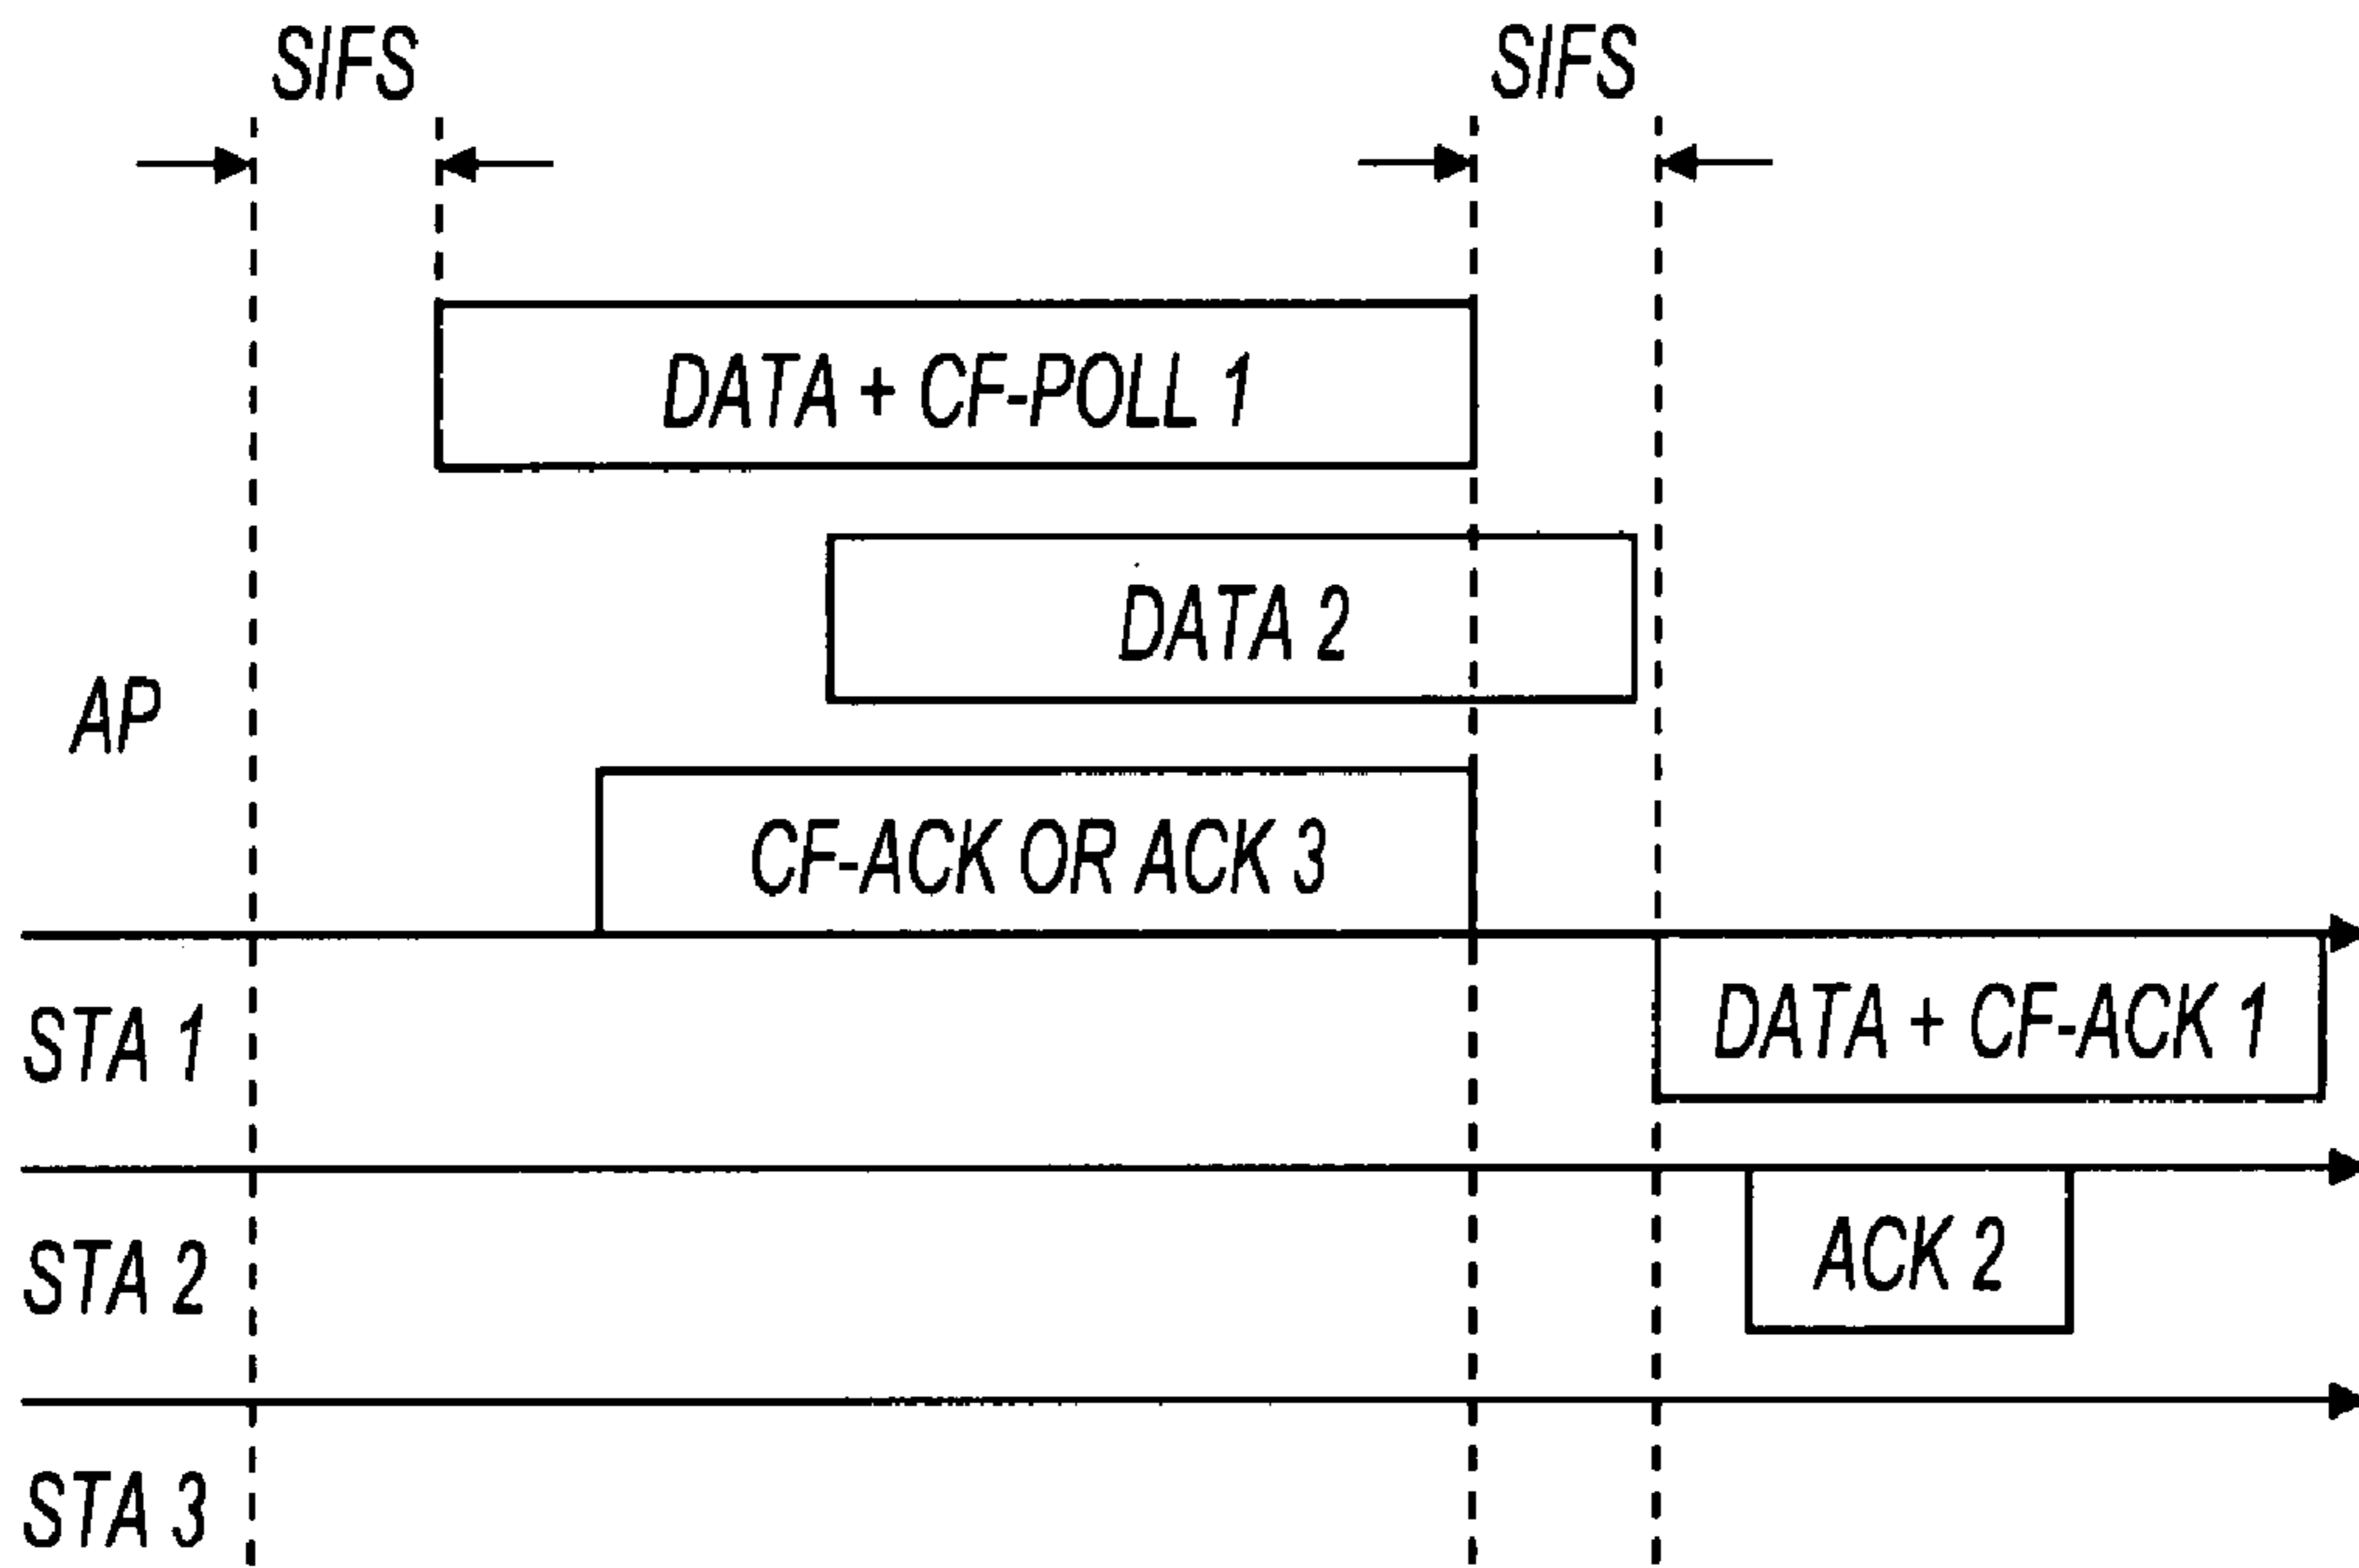 SIFS
SIFS
DATA + CF-POLL 1
DATA 2
AP
CF-ACK OR ACK 3
STA 1
DATA + CF-ACK 1
STA 2
ACK 2
STA 3